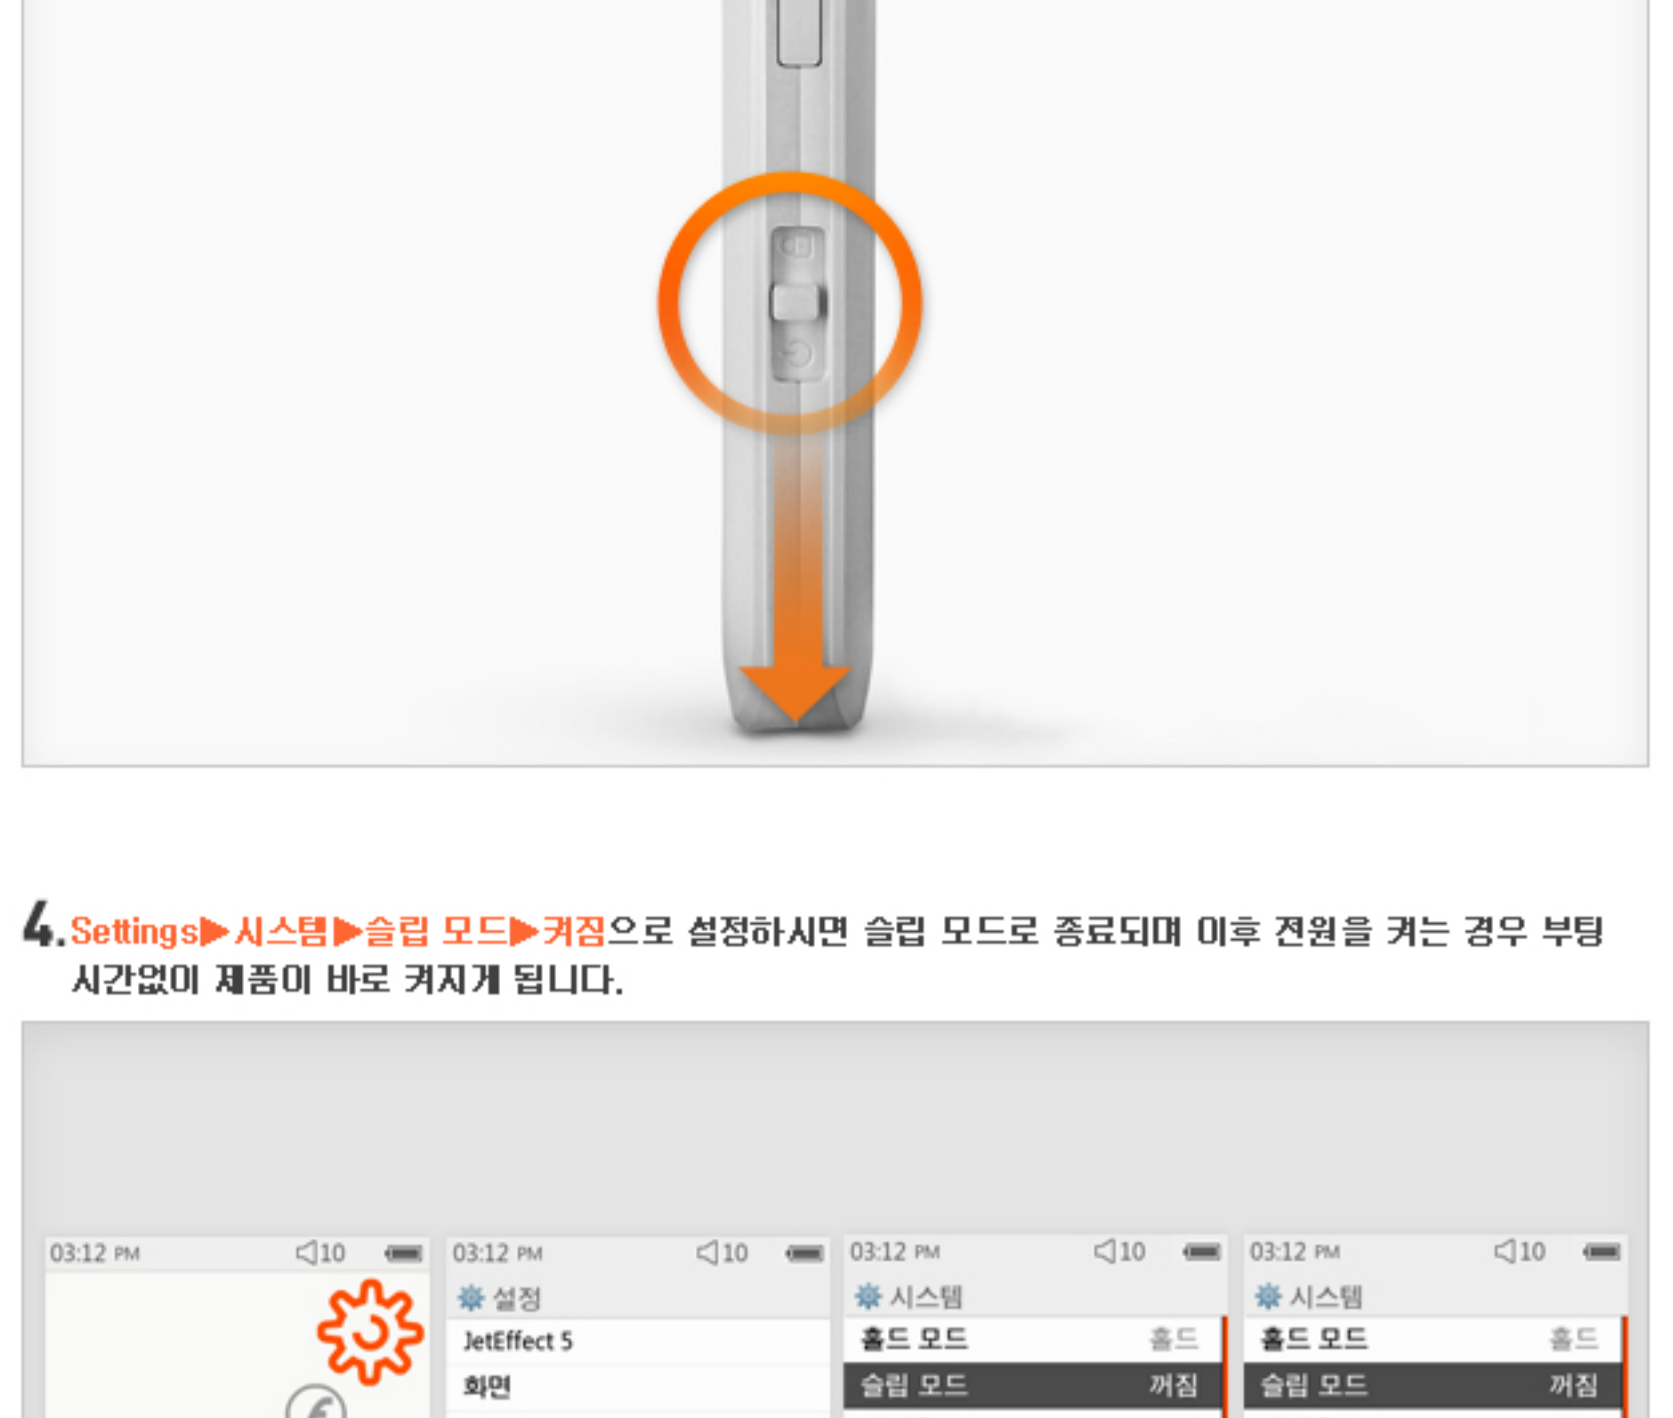 4. Settings▶시스템▶슬립 모드▶켜짐으로 설정하시면 슬립 모드로 종료되며 이후 전원을 켜는 경우 부팅
시간없이 제품이 바로 켜지게 됩니다.
03:12 PM 10
03:12 PM 10
설정
JetEffect 5
화면
03:12 PM 10
시스템
홀드 모드 홀드
슬립 모드 꺼짐
03:12 PM 10
시스템
홀드 모드 홀드
슬립 모드 꺼짐